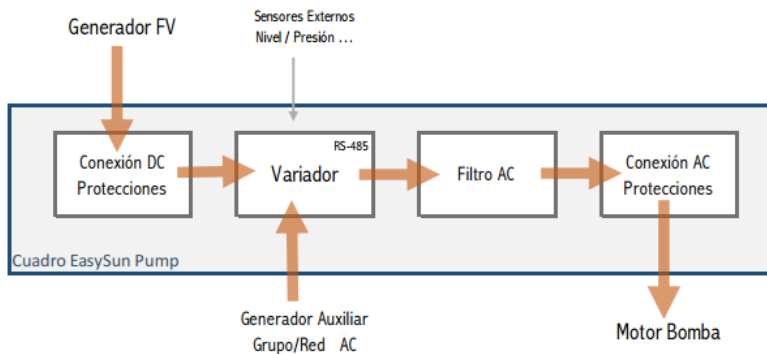 Generador FV
Sensores Externos
Nivel / Presión ...
Conexión DC
Protecciones
RS-485
Variador
Filtro AC
Conexión AC
Protecciones
Cuadro EasySun Pump
Generador Auxiliar
Grupo/Red AC
Motor Bomba